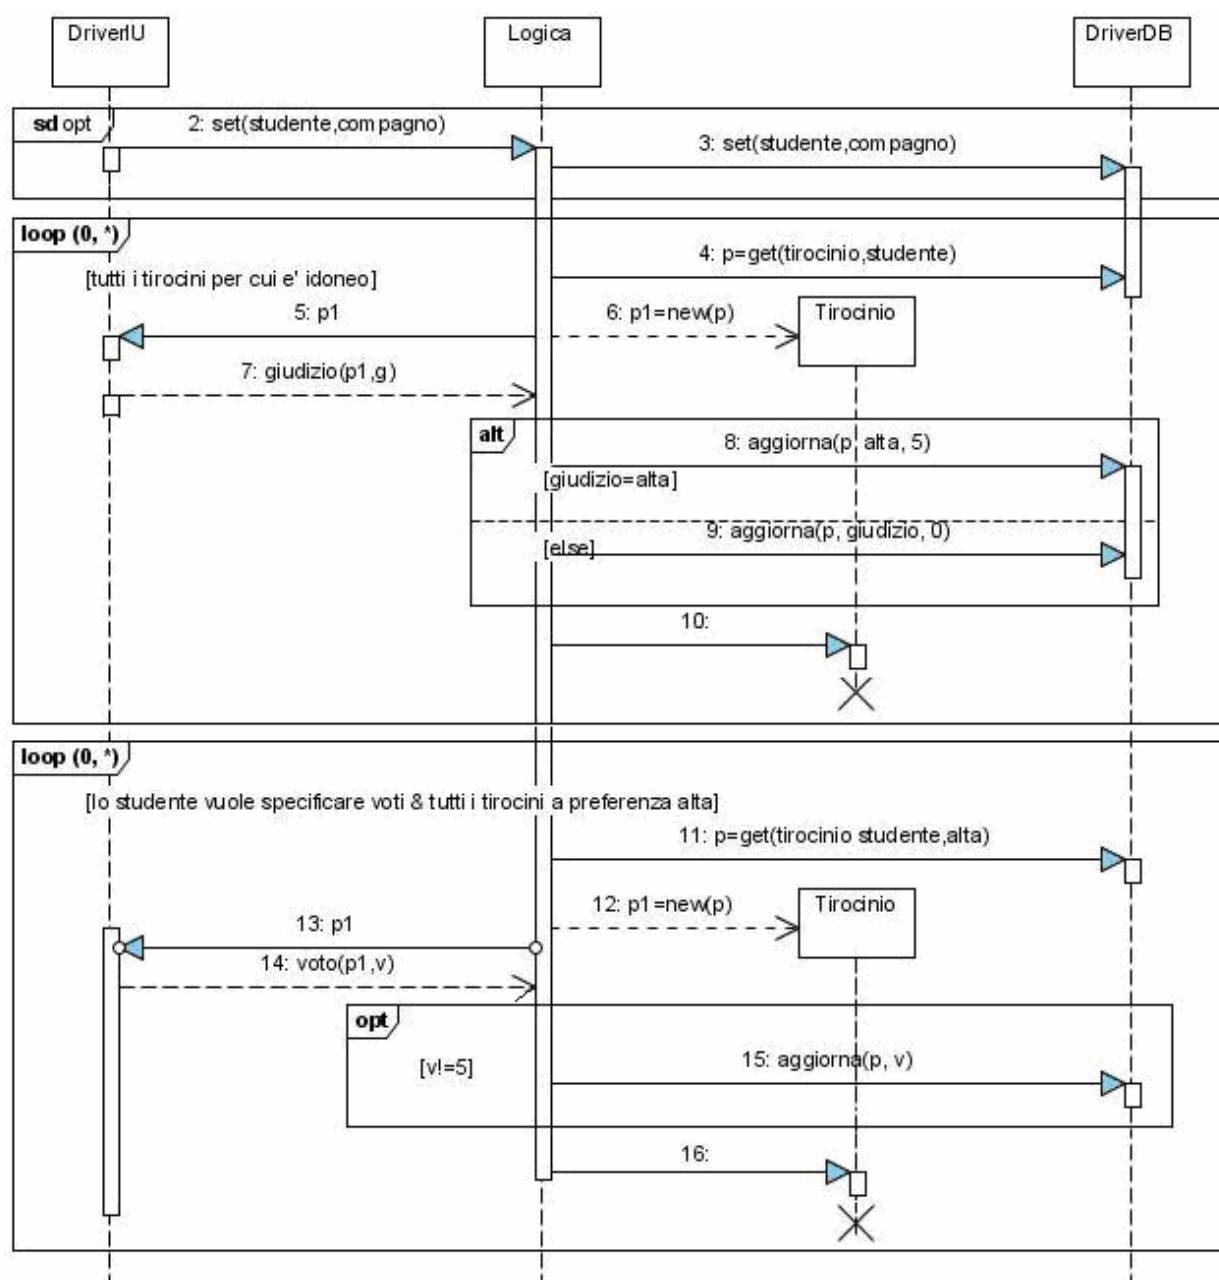 DriverIU
Logica
DriverDB
sd opt
2: set(studente,compagno)
3: set(studente,compagno)
loop (0, *)
4: p=get(tirocinio,studente)
[tutti i tirocini per cui e' idoneo]
5: p1
6: p1=new(p)
Tirocinio
7: giudizio(p1,g)
alt
8: aggiorna(p, alta, 5)
[giudizio=alta]
9: aggiorna(p, giudizio, 0)
[else]
10:
loop (0, *)
[lo studente vuole specificare voti & tutti i tirocini a preferenza alta]
11: p=get(tirocinio studente,alta)
12: p1=new(p)
Tirocinio
13: p1
14: voto(p1,v)
opt
[v!=5]
15: aggiorna(p, v)
16: